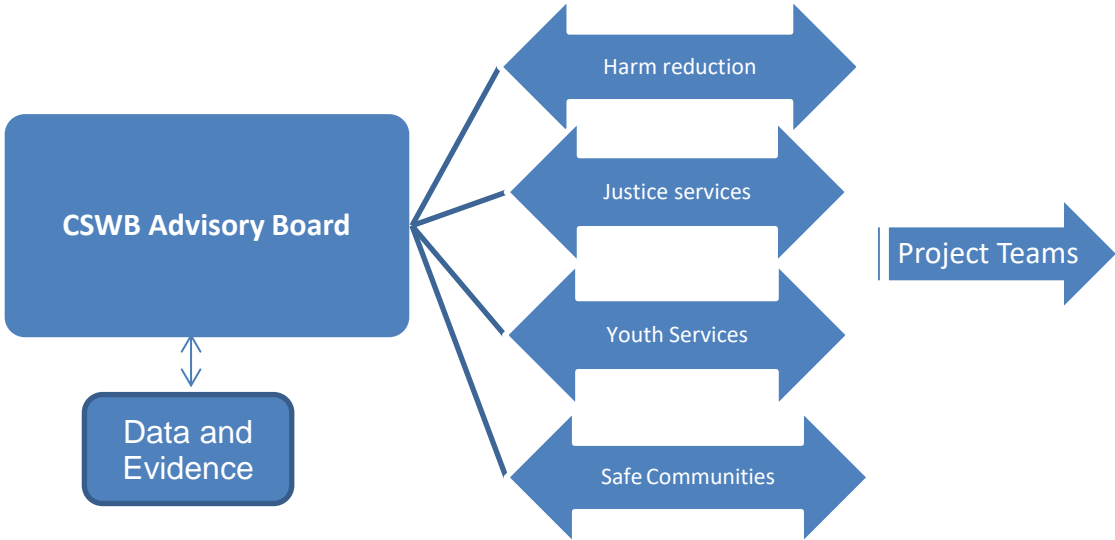 CSWB Advisory Board
Data and
Evidence
Harm reduction
Justice services
Youth Services
Safe Communities
Project Teams